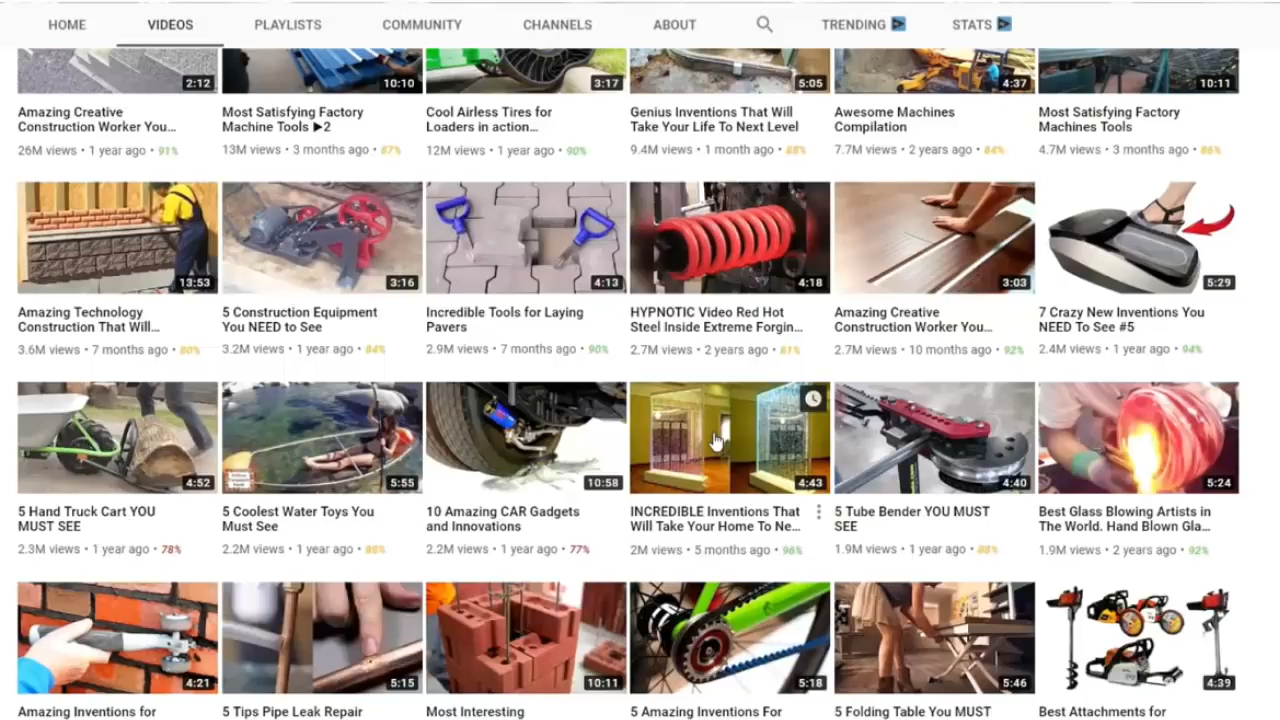 HOME VIDEOS PLAYLISTS COMMUNITY CHANNELS ABOUT TRENDING STATS
2:12 10:10 3:17 5:05 4:37 10:11
Amazing Creative
Construction Worker You…
26M views • 1 year ago • 91%
Most Satisfying Factory
Machine Tools ▶2
13M views • 3 months ago • 87%
Cool Airless Tires for
Loaders in action…
12M views • 1 year ago • 90%
Genius Inventions That Will
Take Your Life To Next Level
9.4M views • 1 month ago • 88%
Awesome Machines
Compilation
7.7M views • 2 years ago • 84%
Most Satisfying Factory
Machines Tools
4.7M views • 3 months ago • 86%
13:53 3:16 4:13 4:18 3:03 5:29
Amazing Technology
Construction That Will…
3.6M views • 7 months ago • 80%
5 Construction Equipment
You NEED to See
3.2M views • 1 year ago • 84%
Incredible Tools for Laying
Pavers
2.9M views • 7 months ago • 90%
HYPNOTIC Video Red Hot
Steel Inside Extreme Forgin…
2.7M views • 2 years ago • 81%
Amazing Creative
Construction Worker You…
2.7M views • 10 months ago • 92%
7 Crazy New Inventions You
NEED To See #5
2.4M views • 1 year ago • 94%
4:52 5:55 10:58 4:43 4:40 5:24
5 Hand Truck Cart YOU
MUST SEE
2.3M views • 1 year ago • 78%
5 Coolest Water Toys You
Must See
2.2M views • 1 year ago • 88%
10 Amazing CAR Gadgets
and Innovations
2.2M views • 1 year ago • 77%
INCREDIBLE Inventions That
Will Take Your Home To Ne…
2M views • 5 months ago • 96%
5 Tube Bender YOU MUST
SEE
1.9M views • 1 year ago • 88%
Best Glass Blowing Artists in
The World. Hand Blown Gla…
1.9M views • 2 years ago • 92%
4:21 5:15 10:11 5:18 5:46 4:39
Amazing Inventions for
5 Tips Pipe Leak Repair
Most Interesting
5 Amazing Inventions For
5 Folding Table You MUST
Best Attachments for